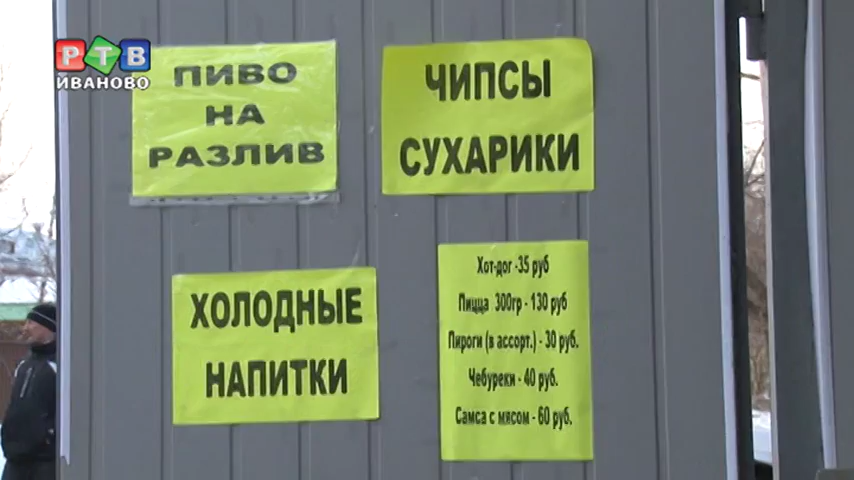 РТВ
ИВАНОВО
ПИВО
НА
РАЗЛИВ
ЧИПСЫ
СУХАРИКИ
ХОЛОДНЫЕ
НАПИТКИ
Хот-дог -35 руб
Пицца 300гр - 130 руб
Пироги (в ассорт.) - 30 руб.
Чебуреки - 40 руб.
Самса с мясом - 60 руб.